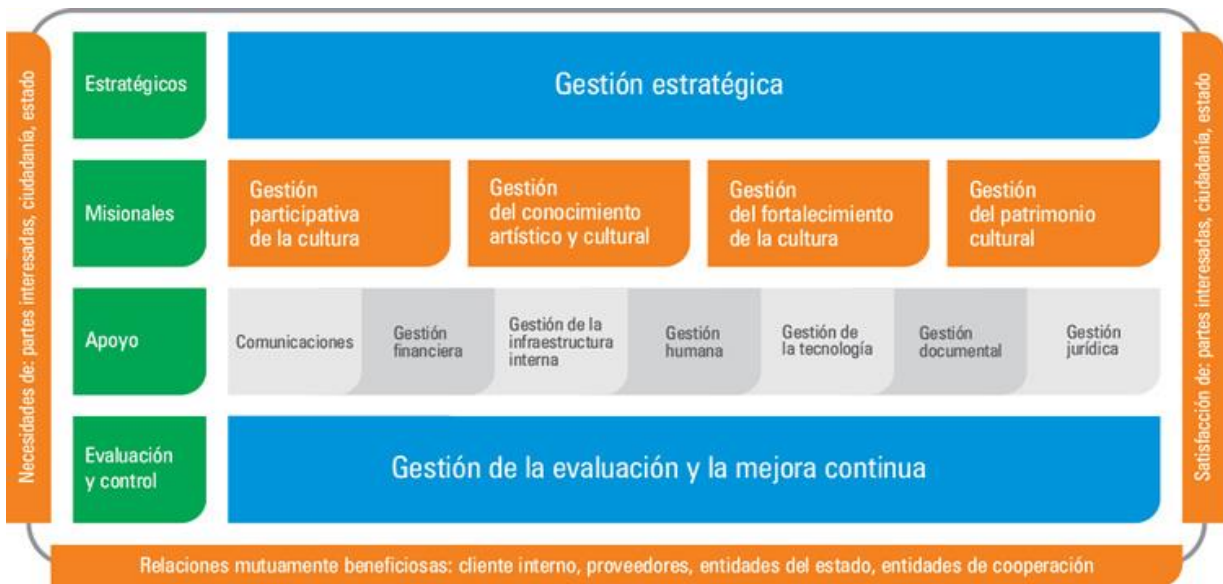 Necesidades de: partes interesadas, ciudadanía, estado
Estratégicos
Gestión estratégica
Misionales
Gestión
participativa
de la cultura
Gestión
del conocimiento
artístico y cultural
Gestión
del fortalecimiento
de la cultura
Gestión
del patrimonio
cultural
Apoyo
Comunicaciones
Gestión
financiera
Gestión de la
infraestructura
interna
Gestión
humana
Gestión de
la tecnología
Gestión
documental
Gestión
jurídica
Evaluación
y control
Gestión de la evaluación y la mejora continua
Satisfacción de: partes interesadas, ciudadanía, estado
Relaciones mutuamente beneficiosas: cliente interno, proveedores, entidades del estado, entidades de cooperación